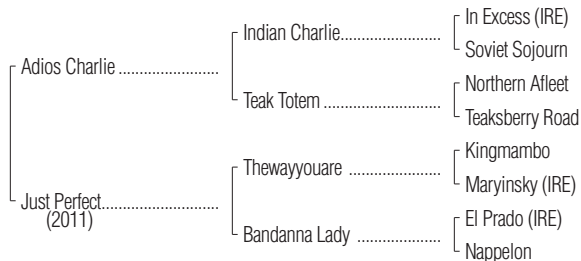 In Excess (IRE)
Indian Charlie....................
Soviet Sojourn
Adios Charlie ....................
Northern Afleet
Teak Totem .......................
Teaksberry Road
Kingmambo
Thewayyouare ..................
Maryinsky (IRE)
Just Perfect.......................
(2011)
El Prado (IRE)
Bandanna Lady ................
Nappelon